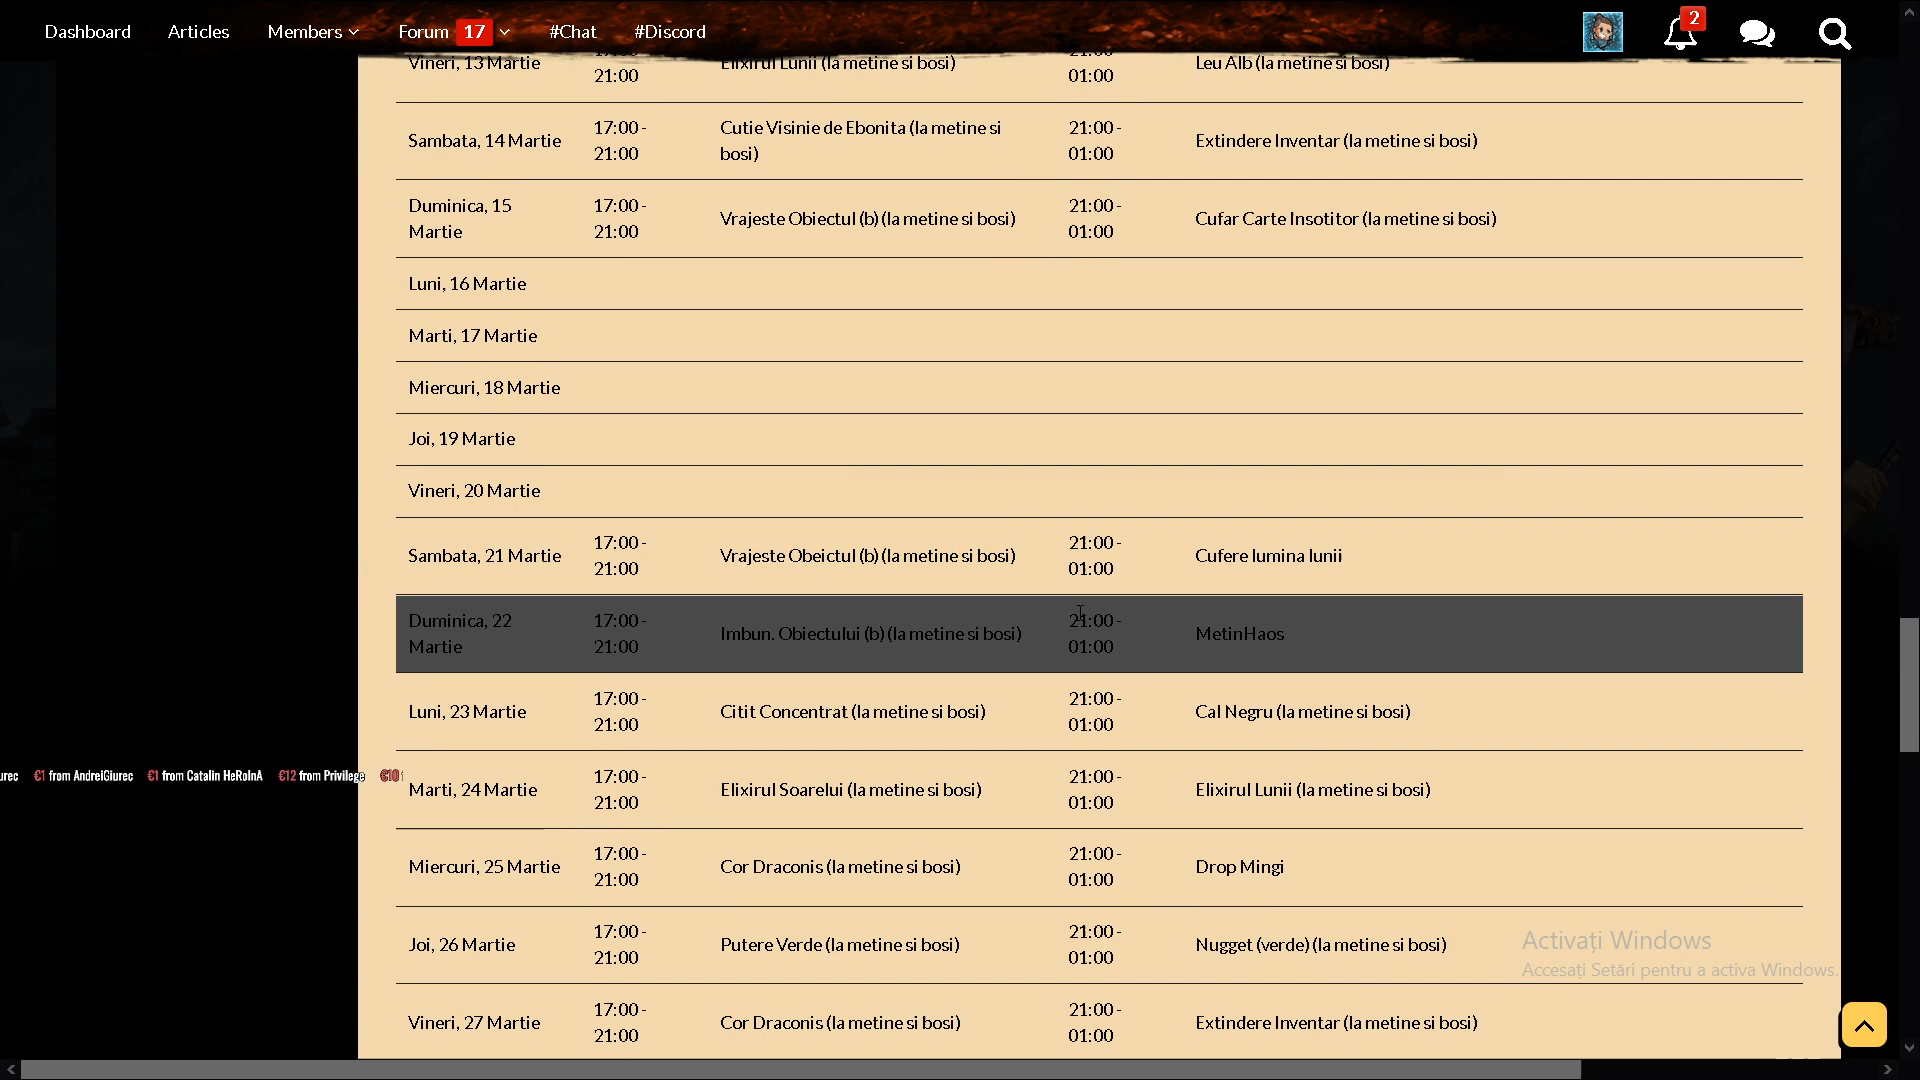 Dashboard Articles Members Forum 17 #Chat #Discord 2
Vineri, 13 Martie 21:00 Elixirul Lunii (la metine si bosi) 01:00 Leu Alb (la metine si bosi)
Sambata, 14 Martie 17:00 - Cutie Visinie de Ebonita (la metine si 21:00 - Extindere Inventar (la metine si bosi)
21:00 bosi) 01:00
Duminica, 15 17:00 - Vrajeste Obiectul (b) (la metine si bosi) 21:00 - Cufar Carte Insotitor (la metine si bosi)
Martie 21:00 01:00
Luni, 16 Martie
Marti, 17 Martie
Miercuri, 18 Martie
Joi, 19 Martie
Vineri, 20 Martie
Sambata, 21 Martie 17:00 - Vrajeste Obeictul (b) (la metine si bosi) 21:00 - Cufere lumina lunii
21:00 01:00
Duminica, 22 17:00 - Imbun. Obiectului (b) (la metine si bosi) 21:00 - MetinHaos
Martie 21:00 01:00
Luni, 23 Martie 17:00 - Citit Concentrat (la metine si bosi) 21:00 - Cal Negru (la metine si bosi)
21:00 01:00
urec €1 from AndreiGiurec €1 from Catalin HeRoInA €12 from Privilege €10
Marti, 24 Martie 17:00 - Elixirul Soarelui (la metine si bosi) 21:00 - Elixirul Lunii (la metine si bosi)
21:00 01:00
Miercuri, 25 Martie 17:00 - Cor Draconis (la metine si bosi) 21:00 - Drop Mingi
21:00 01:00
Joi, 26 Martie 17:00 - Putere Verde (la metine si bosi) 21:00 - Nugget (verde) (la metine si bosi)
21:00 01:00
Activați Windows
Accesați Setări pentru a activa Windows.
Vineri, 27 Martie 17:00 - Cor Draconis (la metine si bosi) 21:00 - Extindere Inventar (la metine si bosi)
21:00 01:00